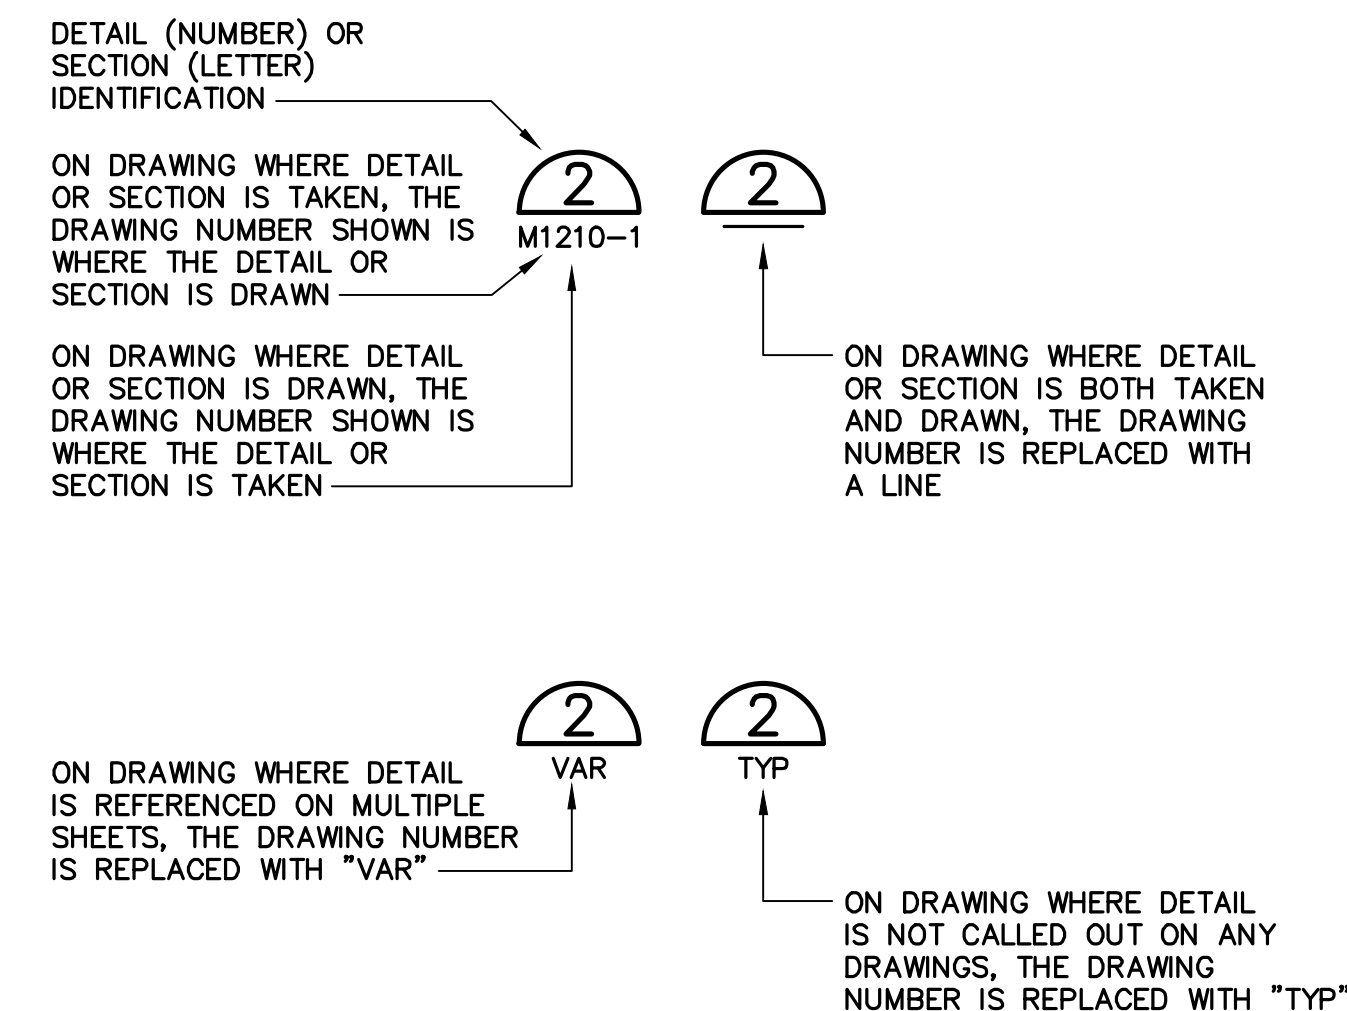 DETAIL (NUMBER) OR
SECTION (LETTER)
IDENTIFICATION
ON DRAWING WHERE DETAIL
OR SECTION IS TAKEN, THE
DRAWING NUMBER SHOWN IS
WHERE THE DETAIL OR
SECTION IS DRAWN
ON DRAWING WHERE DETAIL
OR SECTION IS DRAWN, THE
DRAWING NUMBER SHOWN IS
WHERE THE DETAIL OR
SECTION IS TAKEN
2
M1210-1
2
ON DRAWING WHERE DETAIL
OR SECTION IS BOTH TAKEN
AND DRAWN, THE DRAWING
NUMBER IS REPLACED WITH
A LINE
2
VAR
ON DRAWING WHERE DETAIL
IS REFERENCED ON MULTIPLE
SHEETS, THE DRAWING NUMBER
IS REPLACED WITH "VAR"
2
TYP
ON DRAWING WHERE DETAIL
IS NOT CALLED OUT ON ANY
DRAWINGS, THE DRAWING
NUMBER IS REPLACED WITH "TYP"